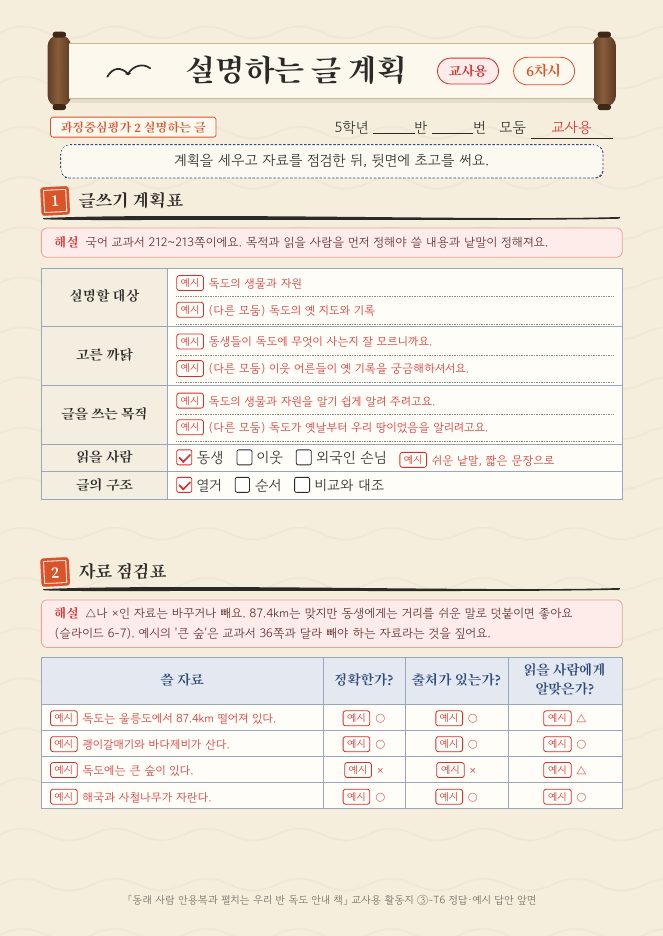 설명하는 글 계획 교사용 6차시
과정중심평가 2 설명하는 글 5학년 ______반 ______번 모둠 교사용
계획을 세우고 자료를 점검한 뒤, 뒷면에 초고를 써요.
1 글쓰기 계획표
해설 국어 교과서 212~213쪽이에요. 목적과 읽을 사람을 먼저 정해야 쓸 내용과 낱말이 정해져요.
설명할 대상
예시 독도의 생물과 자원
예시 (다른 모둠) 독도의 옛 지도와 기록
고른 까닭
예시 동생들이 독도에 무엇이 사는지 잘 모르니까요.
예시 (다른 모둠) 이웃 어른들이 옛 기록을 궁금해하셔서요.
글을 쓰는 목적
예시 독도의 생물과 자원을 알기 쉽게 알려 주려고요.
예시 (다른 모둠) 독도가 옛날부터 우리 땅이었음을 알리려고요.
읽을 사람 ☑ 동생 ☐ 이웃 ☐ 외국인 손님 예시 쉬운 낱말, 짧은 문장으로
글의 구조 ☑ 열거 ☐ 순서 ☐ 비교와 대조
2 자료 점검표
해설 △나 ×인 자료는 바꾸거나 빼요. 87.4km는 맞지만 동생에게는 거리를 쉬운 말로 덧붙이면 좋아요
(슬라이드 6-7). 예시의 '큰 숲'은 교과서 36쪽과 달라 빼야 하는 자료라는 것을 짚어요.
쓸 자료 정확한가? 출처가 있는가? 읽을 사람에게
알맞은가?
예시 독도는 울릉도에서 87.4km 떨어져 있다. 예시 ○ 예시 ○ 예시 △
예시 괭이갈매기와 바다제비가 산다. 예시 ○ 예시 ○ 예시 ○
예시 독도에는 큰 숲이 있다. 예시 × 예시 × 예시 △
예시 해국과 사철나무가 자란다. 예시 ○ 예시 ○ 예시 ○
「동래 사람 안용복과 펼치는 우리 반 독도 안내 책」 교사용 활동지 ③-T6 정답·예시 답안 앞면